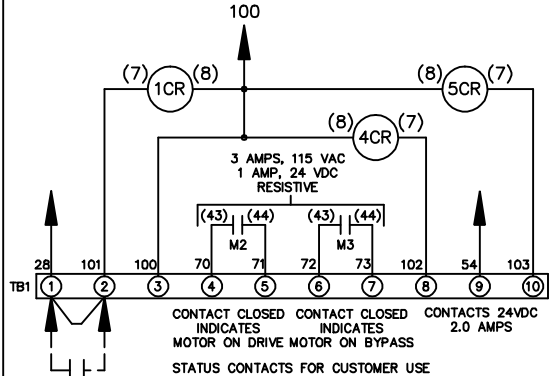 100
(7) 1CR (8)
(8) 5CR (7)
(8) 4CR (7)
3 AMPS, 115 VAC
1 AMP, 24 VDC
RESISTIVE
(43) (44) (43) (44)
M2 M3
28 101 100 70 71 72 73 102 54 103
TB1 1 2 3 4 5 6 7 8 9 10
CONTACT CLOSED CONTACT CLOSED CONTACTS 24VDC
INDICATES INDICATES 2.0 AMPS
MOTOR ON DRIVE MOTOR ON BYPASS
STATUS CONTACTS FOR CUSTOMER USE